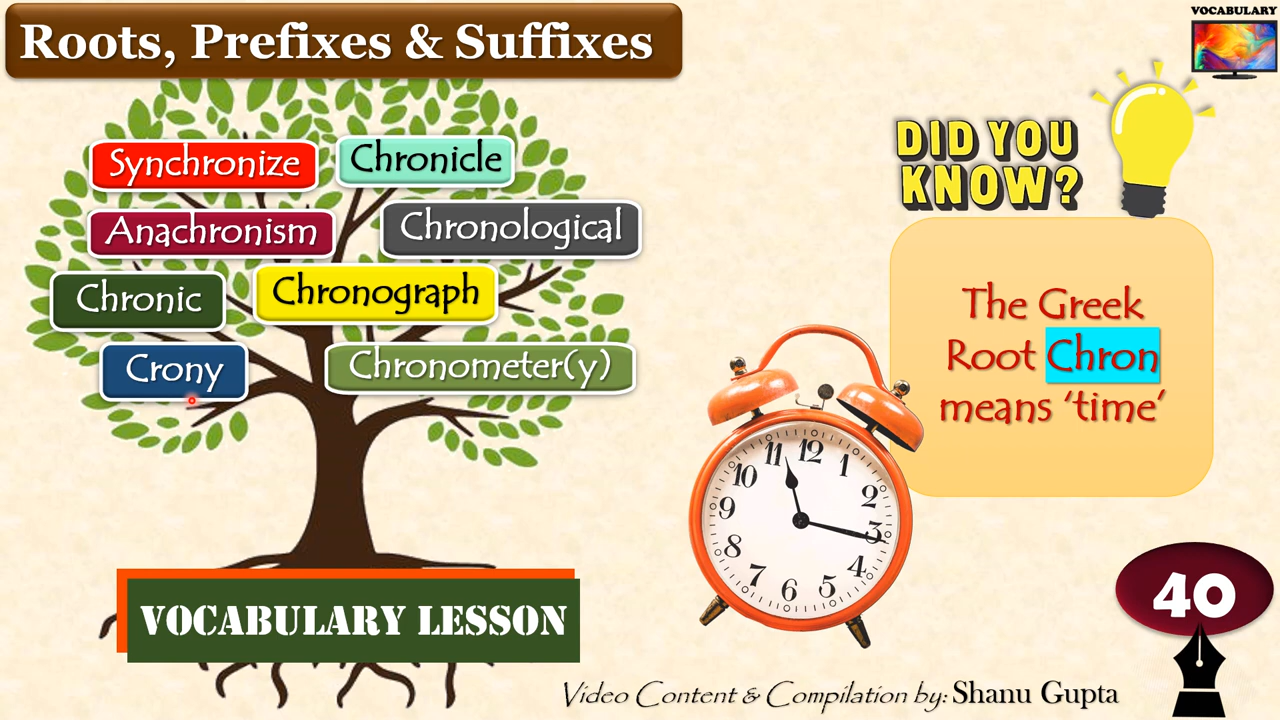 Roots, Prefixes & Suffixes
VOCABULARY
Synchronize
Chronicle
Anachronism
Chronological
Chronic
Chronograph
Crony
Chronometer(y)
DID YOU
KNOW?
The Greek
Root Chron
means ‘time’
12
1
2
3
4
5
6
7
8
9
10
11
VOCABULARY LESSON
40
Video Content & Compilation by: Shanu Gupta